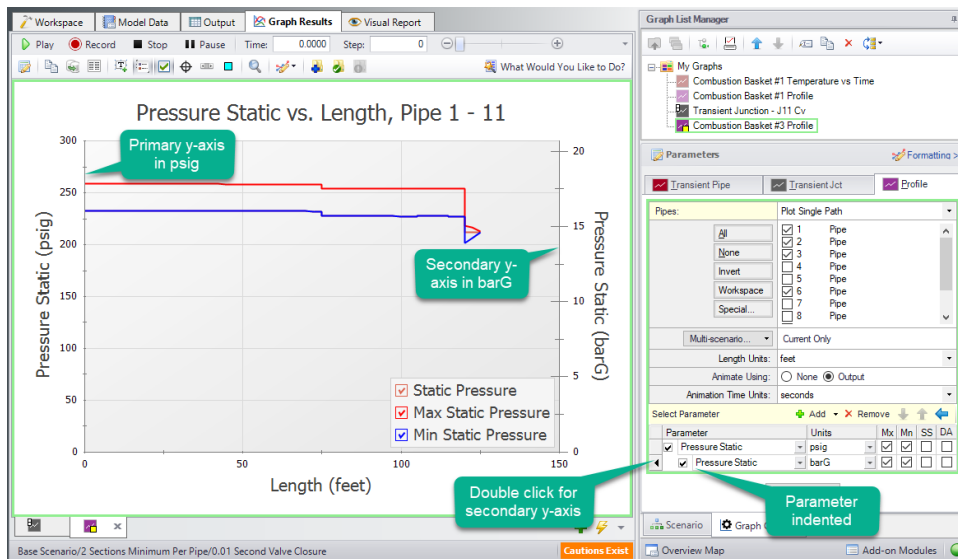 Workspace Model Data Output Graph Results Visual Report
Play Record Stop Pause Time: 0.0000 Step: 0
What Would You Like to Do?
Pressure Static vs. Length, Pipe 1 - 11
300
250
200
150
100
50
0
Pressure Static (psig)
Primary y-axis
in psig
20
15
10
5
0
Pressure Static (barG)
Secondary y-
axis in barG
Static Pressure
Max Static Pressure
Min Static Pressure
0 50 100 150
Length (feet)
Double click for
secondary y-axis
Base Scenario/2 Sections Minimum Per Pipe/0.01 Second Valve Closure
Cautions Exist
Graph List Manager
My Graphs
Combustion Basket #1 Temperature vs Time
Combustion Basket #1 Profile
Transient Junction - J11 Cv
Combustion Basket #3 Profile
Parameters Formatting >
Transient Pipe Transient Jct Profile
Pipes: Plot Single Path
All
None
Invert
Workspace
Special...
1 Pipe
2 Pipe
3 Pipe
4 Pipe
5 Pipe
6 Pipe
7 Pipe
8 Pipe
Multi-scenario... Current Only
Length Units: feet
Animate Using: None Output
Animation Time Units: seconds
Select Parameter Add Remove
Parameter Units Mx Mn SS DA
Pressure Static psig
Pressure Static barG
Parameter
indented
Scenario Graph
Overview Map Add-on Modules